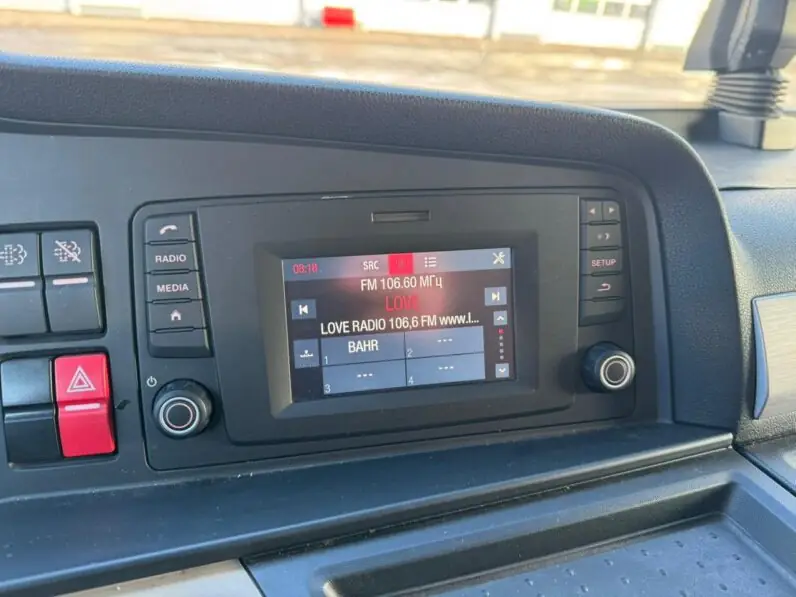 RADIO
MEDIA
08:18
SRC
FM 106.60 МГц
LOVE
LOVE RADIO 106,6 FM www.l...
1 BAHR
2 ---
3 ---
4 ---
SETUP